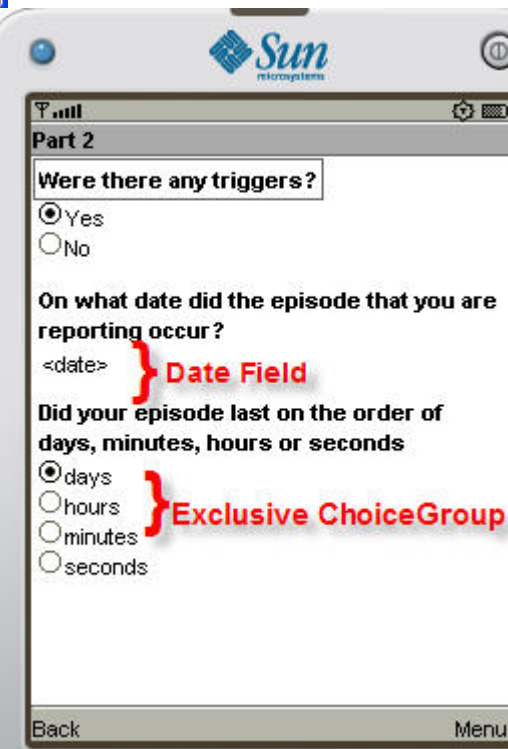 Sun
microsystems
Part 2
Were there any triggers?
Yes
No
On what date did the episode that you are
reporting occur?
<date>
Date Field
Did your episode last on the order of
days, minutes, hours or seconds
days
hours
minutes
seconds
Exclusive ChoiceGroup
Back Menu